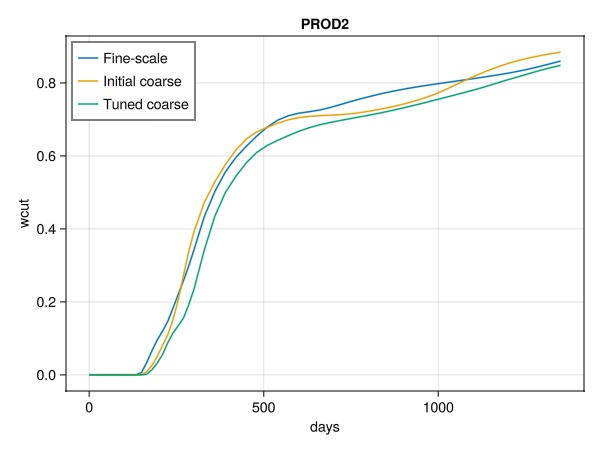 PROD2
Fine-scale
Initial coarse
Tuned coarse
wcut
0.8
0.6
0.4
0.2
0.0
0 500 1000
days